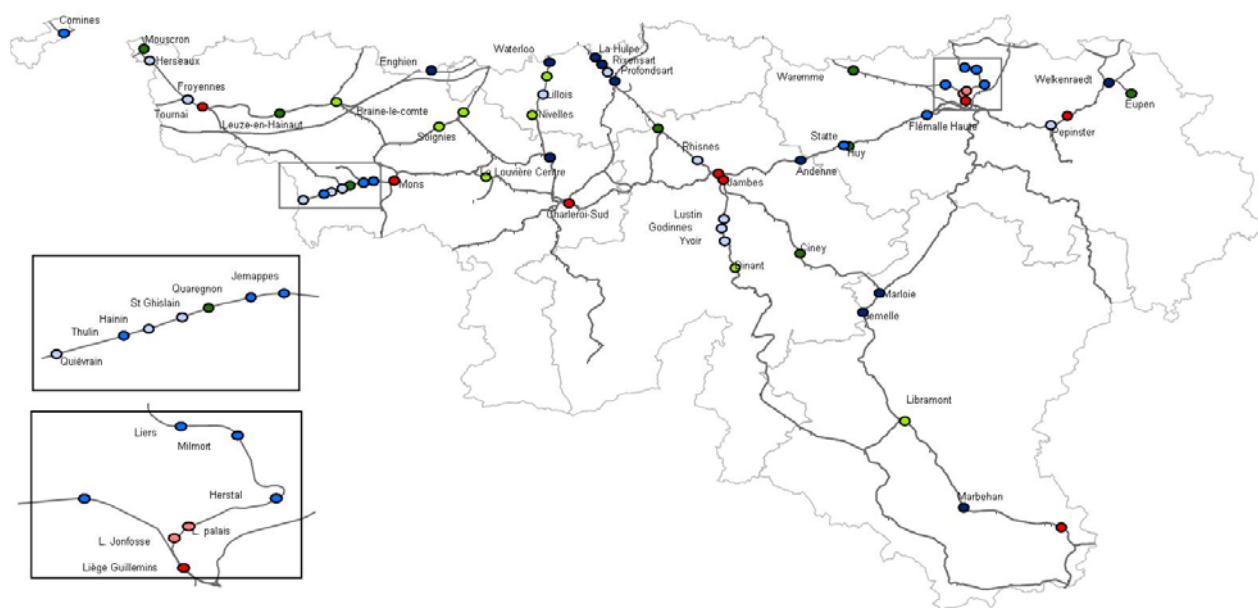 Comines
Mouscron
Herseaux
Froyennes
Tournai
Leuze-en-Hainaut
Enghien
Braine-le-comte
Soignies
Waterloo
Lillois
Nivelles
La Hulpe
Rixensart
Profondsart
La Louvière Centre
Mons
Charleroi-Sud
Rhisnes
Jambes
Lustin
Godinnes
Yvoir
Dinant
Ciney
Waremme
Statte
Huy
Andenne
Flémalle Haute
Welkenraedt
Eupen
Pepinster
Marloie
Jemelle
Libramont
Marbehan
Jemappes
Quaregnon
St Ghislain
Hainin
Thulin
Quiévrain
Liers
Milmort
Herstal
L. palais
L. Jonfosse
Liège Guillemins